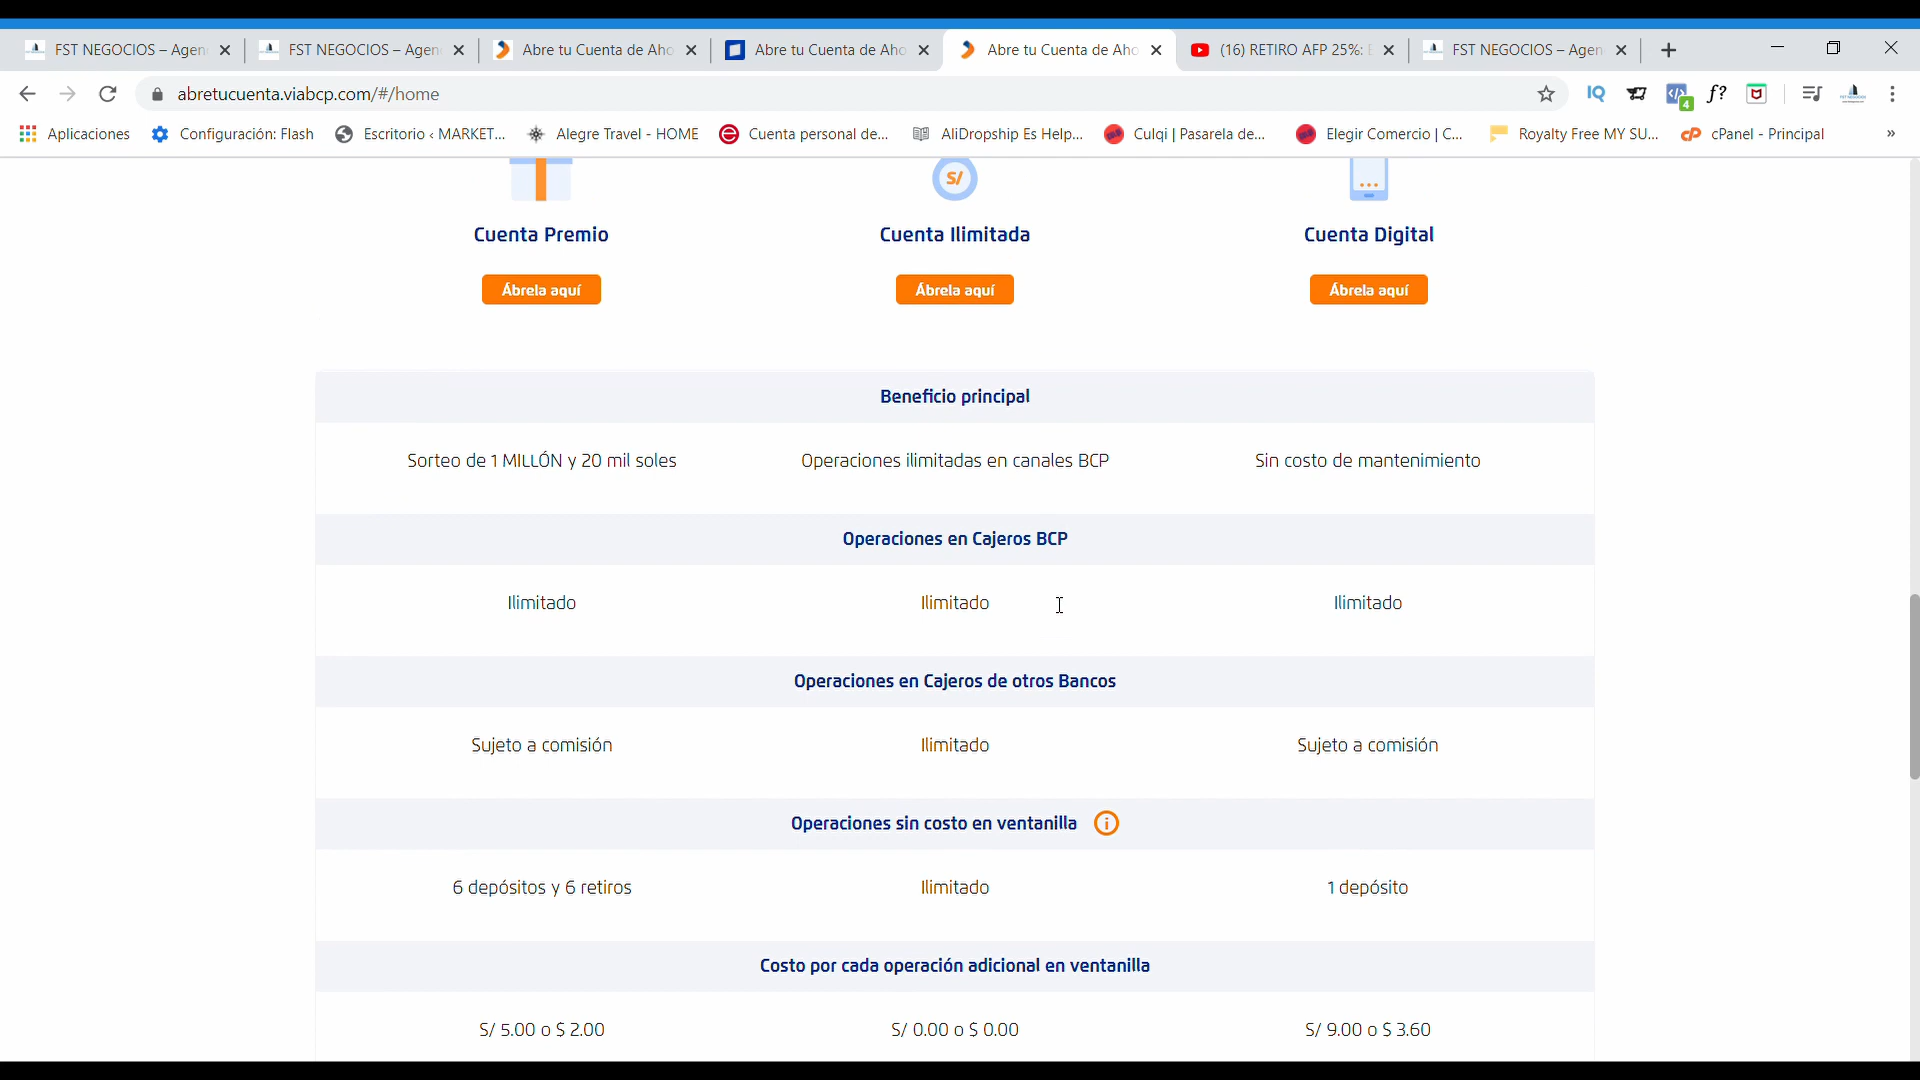 FST NEGOCIOS – Agen
FST NEGOCIOS – Agen
Abre tu Cuenta de Aho
Abre tu Cuenta de Aho
Abre tu Cuenta de Aho
(16) RETIRO AFP 25%:
FST NEGOCIOS – Agen
abretucuenta.viabcp.com/#/home
IQ
4
f?
Aplicaciones
Configuración: Flash
Escritorio ‹ MARKET...
Alegre Travel - HOME
Cuenta personal de...
AliDropship Es Help...
Culqi | Pasarela de...
Elegir Comercio | C...
Royalty Free MY SU...
cPanel - Principal
»
S/
Cuenta Premio
Cuenta Ilimitada
Cuenta Digital
Ábrela aquí
Ábrela aquí
Ábrela aquí
Beneficio principal
Sorteo de 1 MILLÓN y 20 mil soles
Operaciones ilimitadas en canales BCP
Sin costo de mantenimiento
Operaciones en Cajeros BCP
Ilimitado
Ilimitado
Ilimitado
Operaciones en Cajeros de otros Bancos
Sujeto a comisión
Ilimitado
Sujeto a comisión
Operaciones sin costo en ventanilla
6 depósitos y 6 retiros
Ilimitado
1 depósito
Costo por cada operación adicional en ventanilla
S/ 5.00 o $ 2.00
S/ 0.00 o $ 0.00
S/ 9.00 o $ 3.60